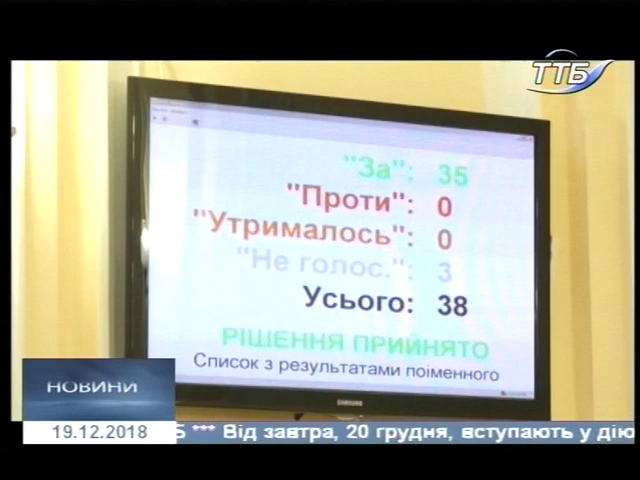 ТТБ
"За": 35
"Проти": 0
"Утрималось": 0
"Не голос.": 3
Усього: 38
РІШЕННЯ ПРИЙНЯТО
Список з результатами поіменного
SAMSUNG
НОВИНИ
19.12.2018
Б *** Від завтра, 20 грудня, вступають у дію